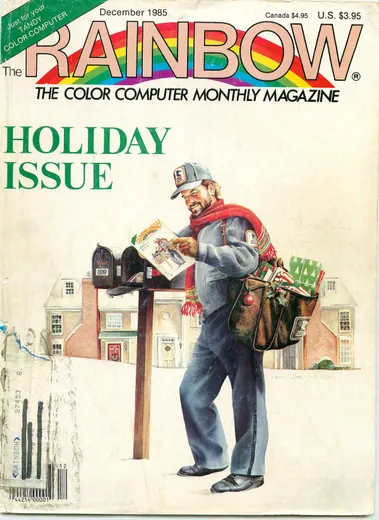 Just for your
TANDY
COLOR COMPUTER
December 1985
Canada $4.95 U.S. $3.95
The RAINBOW®
THE COLOR COMPUTER MONTHLY MAGAZINE
HOLIDAY
ISSUE
12